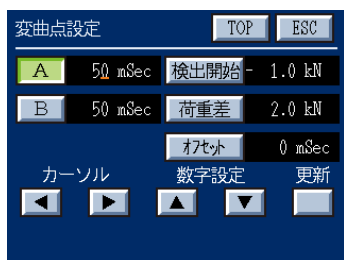 変曲点設定 TOP ESC
A 50 mSec 検出開始 - 1.0 kN
B 50 mSec 荷重差 2.0 kN
ｵﾌｾｯﾄ 0 mSec
カーソル 数字設定 更新
◀ ▶ ▲ ▼